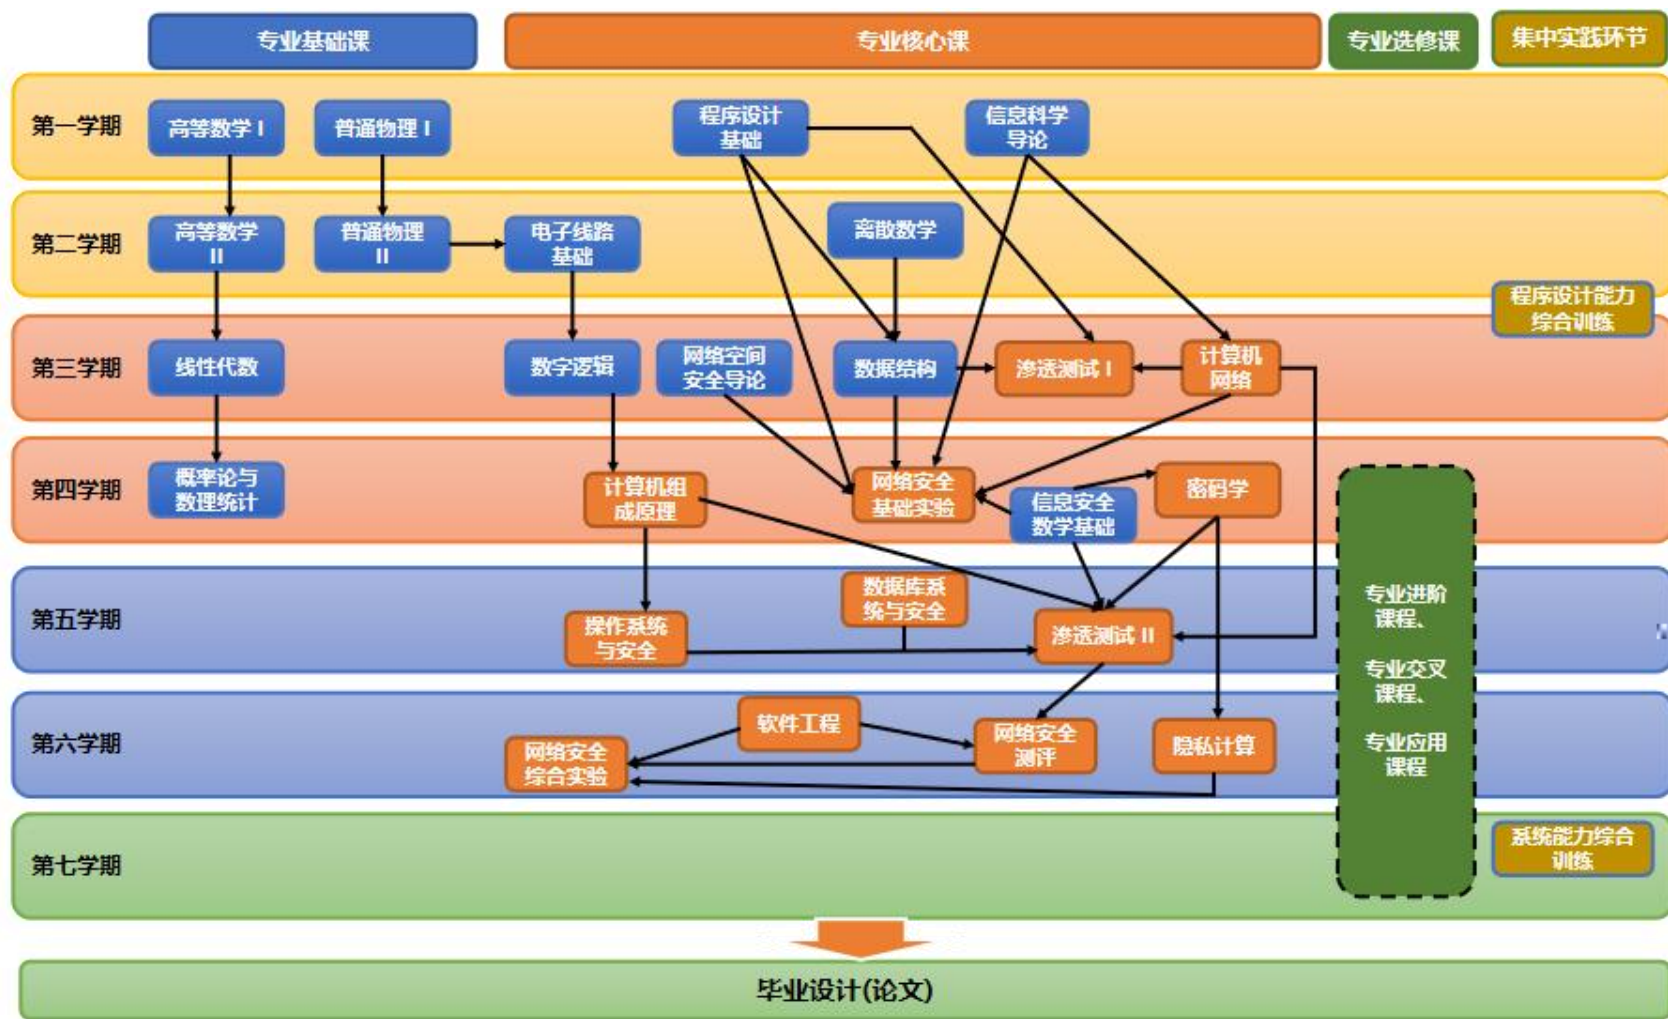 专业基础课
专业核心课
专业选修课
集中实践环节
第一学期
高等数学 I
普通物理 I
程序设计
基础
信息科学
导论
第二学期
高等数学
II
普通物理
II
电子线路
基础
离散数学
程序设计能力
综合训练
第三学期
线性代数
数字逻辑
网络空间
安全导论
数据结构
渗透测试 I
计算机
网络
第四学期
概率论与
数理统计
计算机组
成原理
网络安全
基础实验
信息安全
数学基础
密码学
专业进阶
课程、
专业交叉
课程、
专业应用
课程
第五学期
操作系统
与安全
数据库系
统与安全
渗透测试 II
第六学期
网络安全
综合实验
软件工程
网络安全
测评
隐私计算
第七学期
系统能力综合
训练
毕业设计(论文)